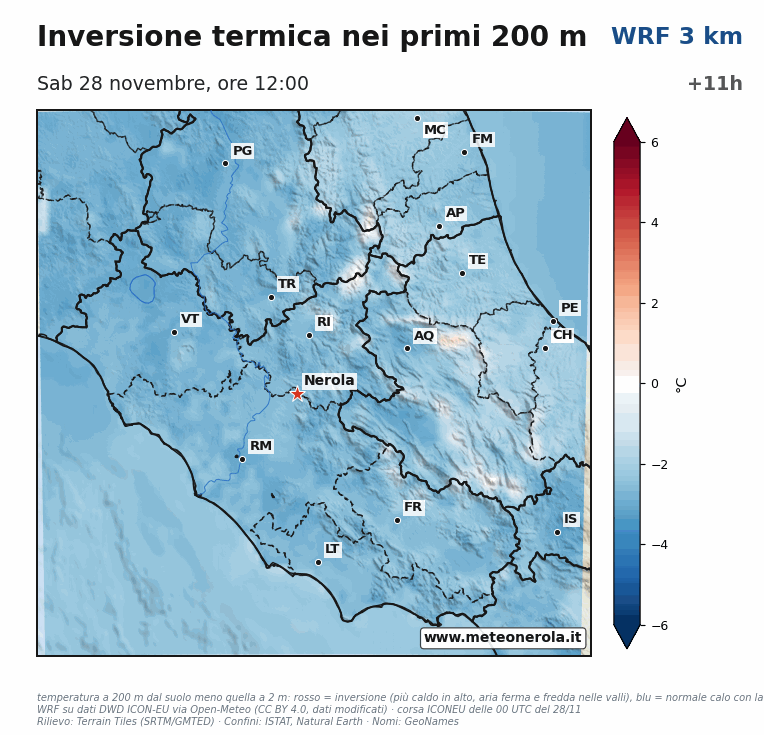 Inversione termica nei primi 200 m WRF 3 km
Sab 28 novembre, ore 12:00 +11h
MC
FM
PG
AP
TE
TR
PE
VT
RI
AQ
CH
Nerola
RM
FR
IS
LT
6
4
2
0
−2
−4
−6
°C
www.meteonerola.it
temperatura a 200 m dal suolo meno quella a 2 m: rosso = inversione (più caldo in alto, aria ferma e fredda nelle valli), blu = normale calo con la
WRF su dati DWD ICON-EU via Open-Meteo (CC BY 4.0, dati modificati) · corsa ICONEU delle 00 UTC del 28/11
Rilievo: Terrain Tiles (SRTM/GMTED) · Confini: ISTAT, Natural Earth · Nomi: GeoNames